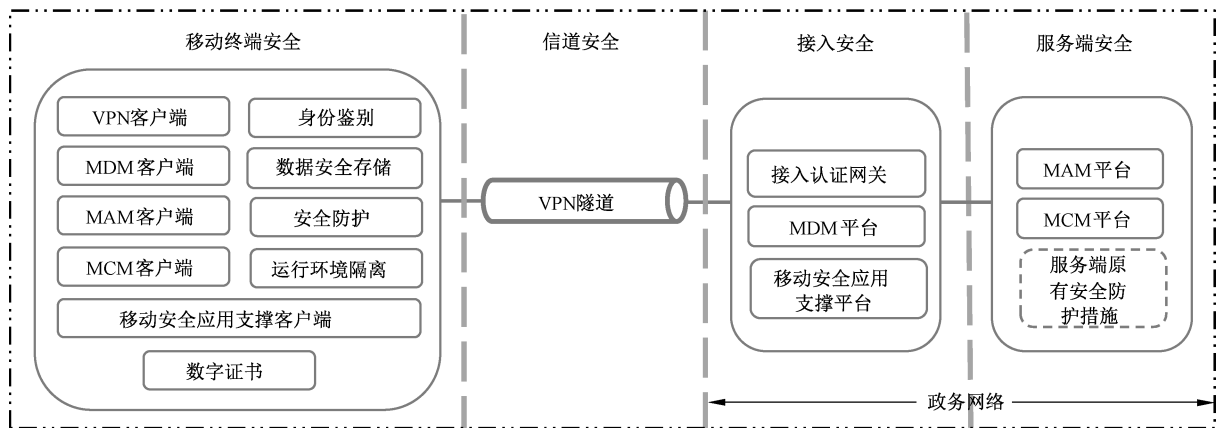 移动终端安全
信道安全
接入安全
服务端安全
VPN客户端
身份鉴别
MDM客户端
数据安全存储
MAM客户端
安全防护
MCM客户端
运行环境隔离
移动安全应用支撑客户端
数字证书
VPN隧道
接入认证网关
MDM平台
移动安全应用
支撑平台
MAM平台
MCM平台
服务端原
有安全防
护措施
政务网络